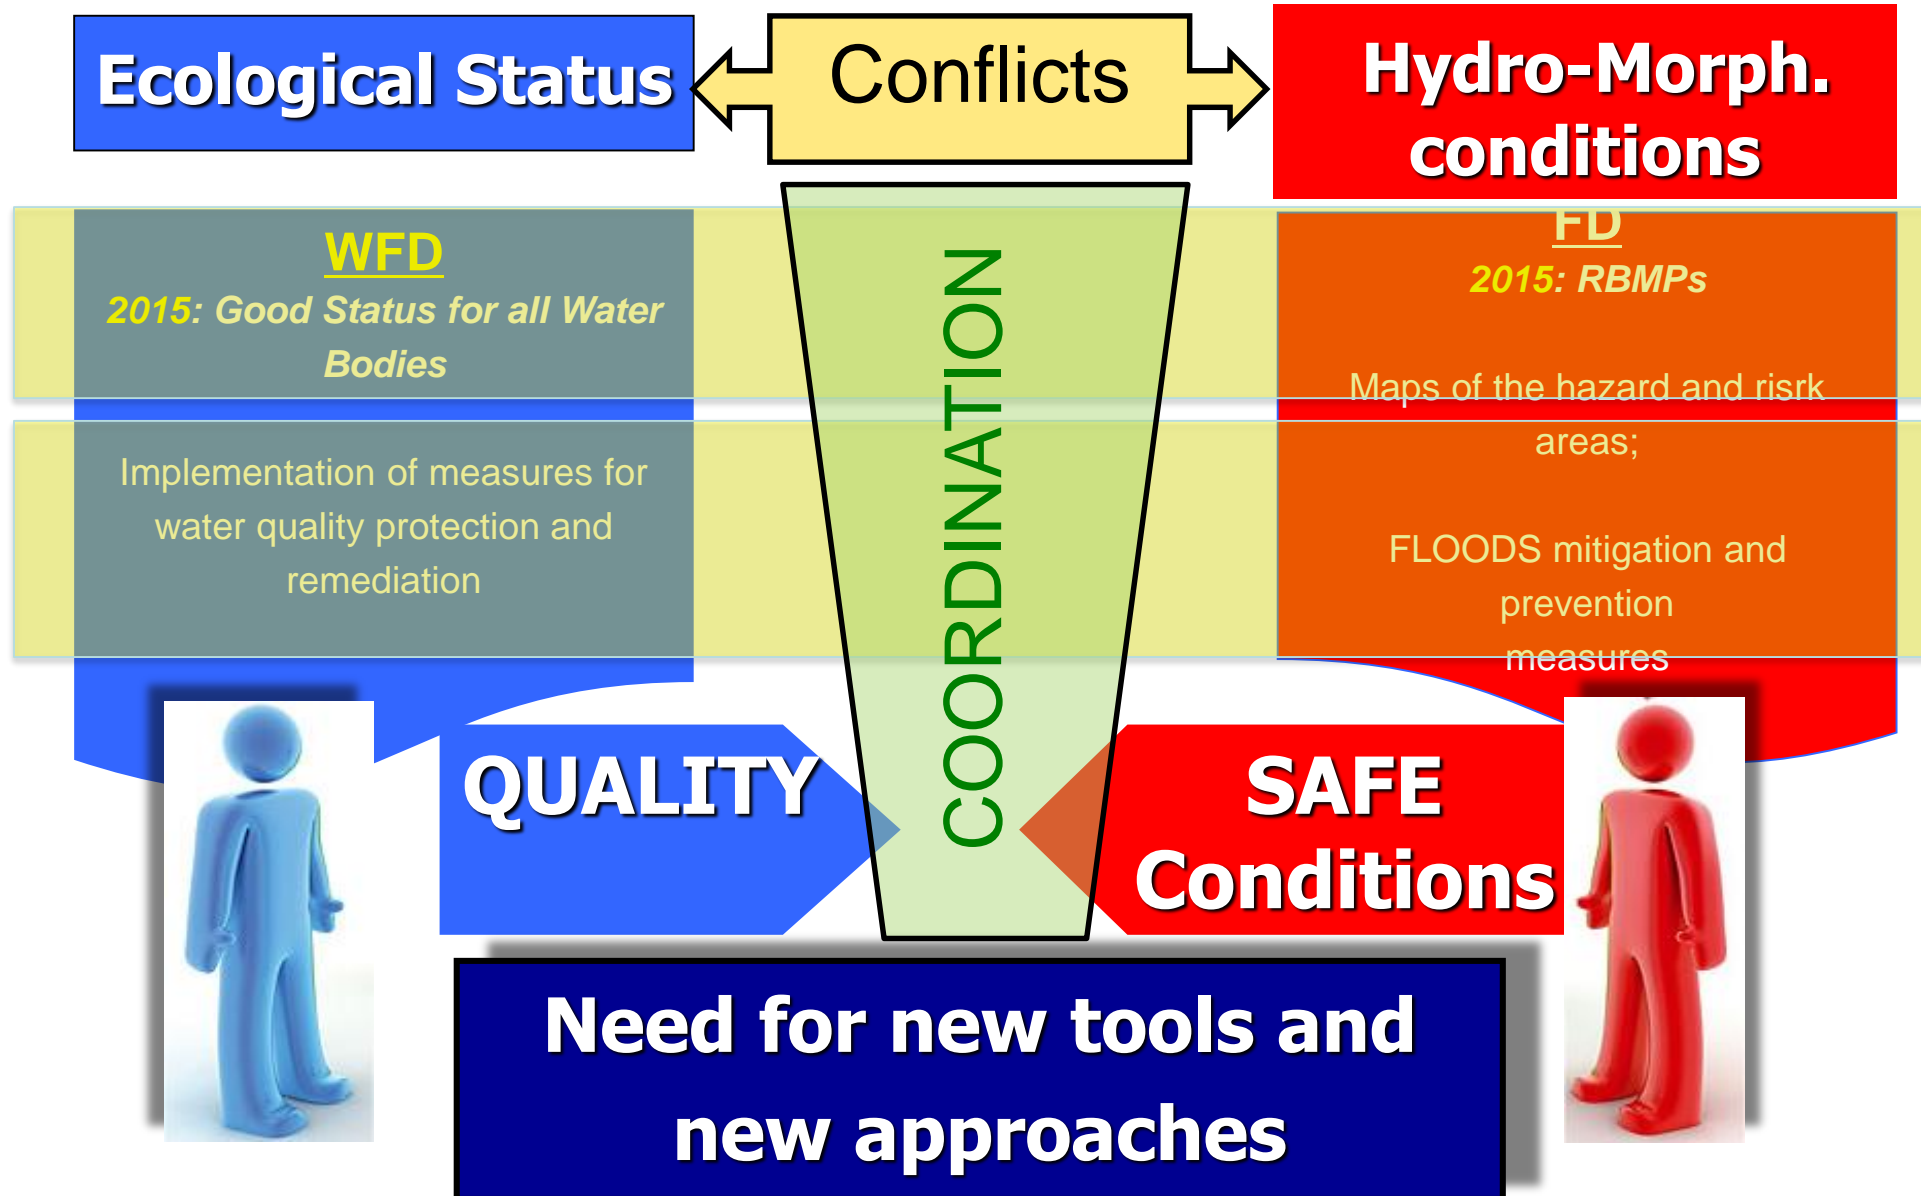 Ecological Status
Conflicts
Hydro-Morph.
conditions
WFD
2015: Good Status for all Water
Bodies
Implementation of measures for
water quality protection and
remediation
COORDINATION
FD
2015: RBMPs
Maps of the hazard and risrk
areas;
FLOODS mitigation and
prevention
measures
QUALITY
SAFE
Conditions
Need for new tools and
new approaches